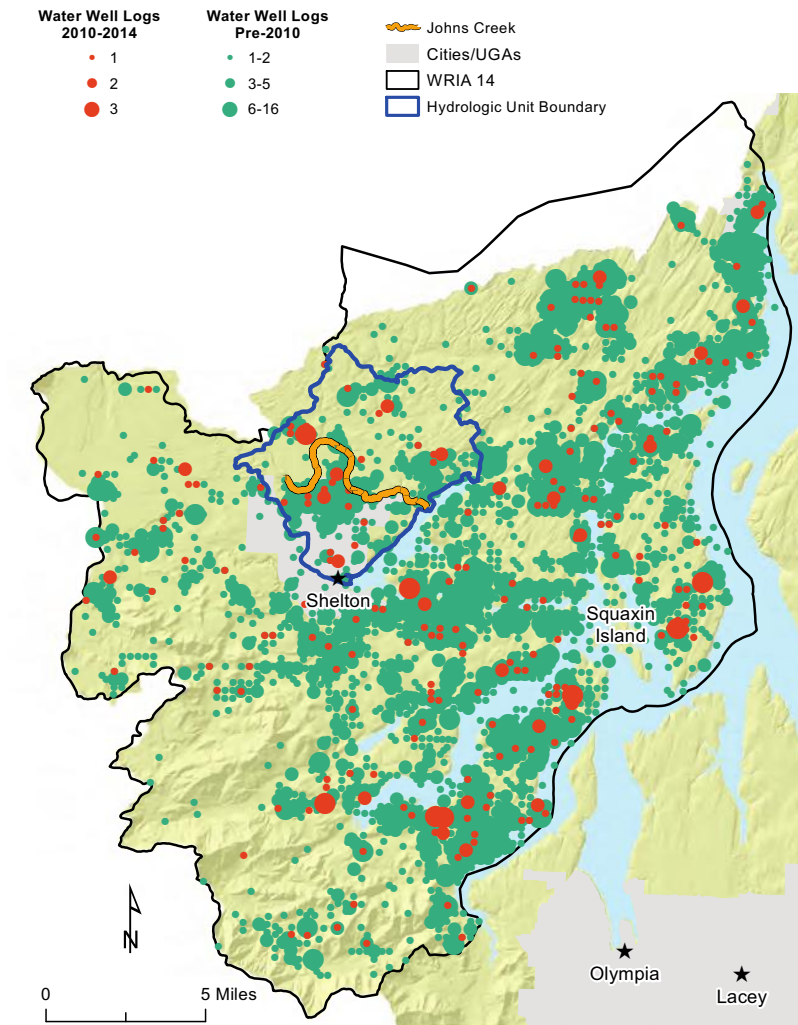 Water Well Logs
2010-2014
1
2
3
Water Well Logs
Pre-2010
1-2
3-5
6-16
Johns Creek
Cities/UGAs
WRIA 14
Hydrologic Unit Boundary
Shelton
Squaxin
Island
N
Olympia
Lacey
0 5 Miles